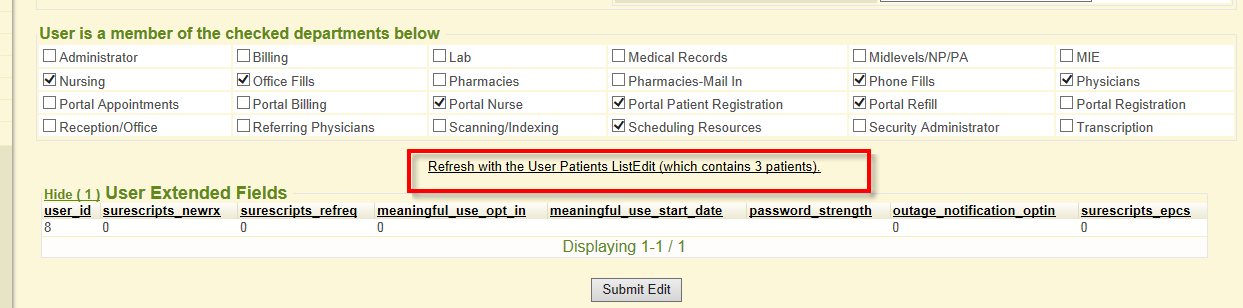 User is a member of the checked departments below
Administrator Billing Lab Medical Records Midlevels/NP/PA MIE
Nursing Office Fills Pharmacies Pharmacies-Mail In Phone Fills Physicians
Portal Appointments Portal Billing Portal Nurse Portal Patient Registration Portal Refill Portal Registration
Reception/Office Referring Physicians Scanning/Indexing Scheduling Resources Security Administrator Transcription
Refresh with the User Patients ListEdit (which contains 3 patients).
Hide ( 1 ) User Extended Fields
user_id surescripts_newrx surescripts_refreq meaningful_use_opt_in meaningful_use_start_date password_strength outage_notification_optin surescripts_epcs
8 0 0 0 0 0
Displaying 1-1 / 1
Submit Edit